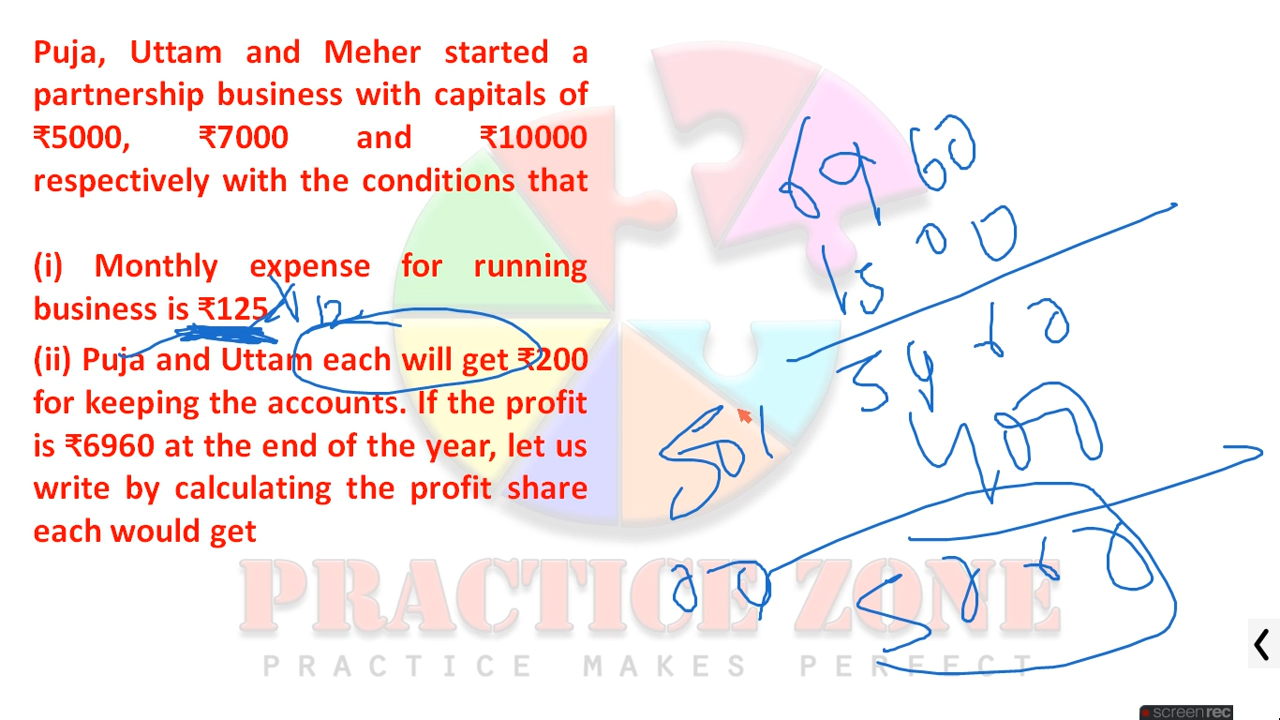 Puja, Uttam and Meher started a
partnership business with capitals of
₹5000, ₹7000 and ₹10000
respectively with the conditions that
(i) Monthly expense for running
business is ₹125
(ii) Puja and Uttam each will get ₹200
for keeping the accounts. If the profit
is ₹6960 at the end of the year, let us
write by calculating the profit share
each would get
6960
1500
PRACTICE ZONE
PRACTICE MAKES PERFECT
screenrec